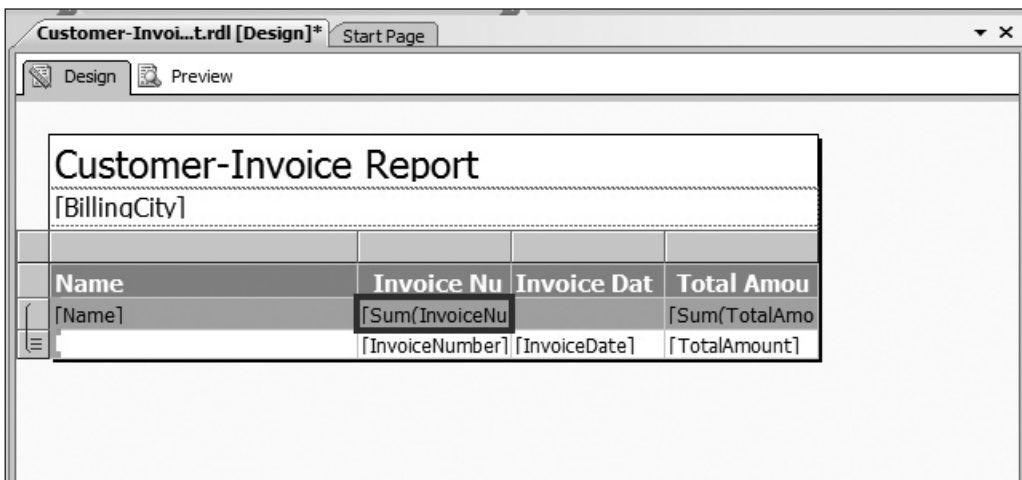 Customer-Invoi...t.rdl [Design]* Start Page
Design Preview
Customer-Invoice Report
[BillingCity]
Name Invoice Nu Invoice Dat Total Amou
[Name] [Sum(InvoiceNu [Sum(TotalAmo
[InvoiceNumber] [InvoiceDate] [TotalAmount]